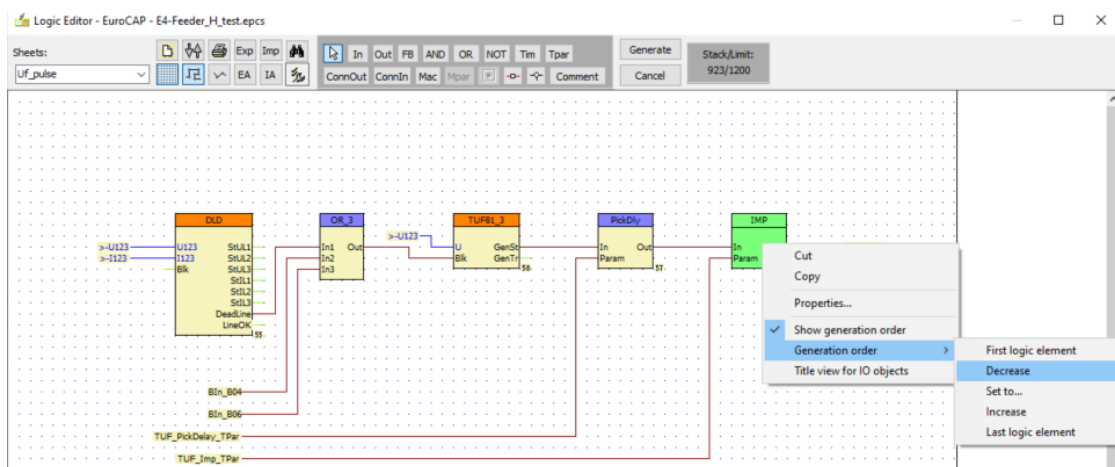 Logic Editor - EuroCAP - E4-Feeder_H_test.epcs
Sheets:
Exp Imp
In Out FB AND OR NOT Tim Tpar
Generate
Stack/Limit:
923/1200
Uf_pulse
EA IA
ConnOut ConnIn Mac Mpar Comment
Cancel
DLD
OR_3
TUF81_3
PickDly
IMP
>-U123
>-U123 U123 StUL1
>-I123 I123 StUL2
Blk StUL3
StIL1
StIL2
StIL3
DeadLine
LineOK
55
In1 Out
In2
In3
U GenSt
Blk GenTr
56
In Out
Param
57
In
Param
Cut
Copy
Properties...
Show generation order
Generation order
Title view for IO objects
First logic element
Decrease
Set to...
Increase
Last logic element
BIn_B04
BIn_B06
TUF_PickDelay_TPar
TUF_Imp_TPar